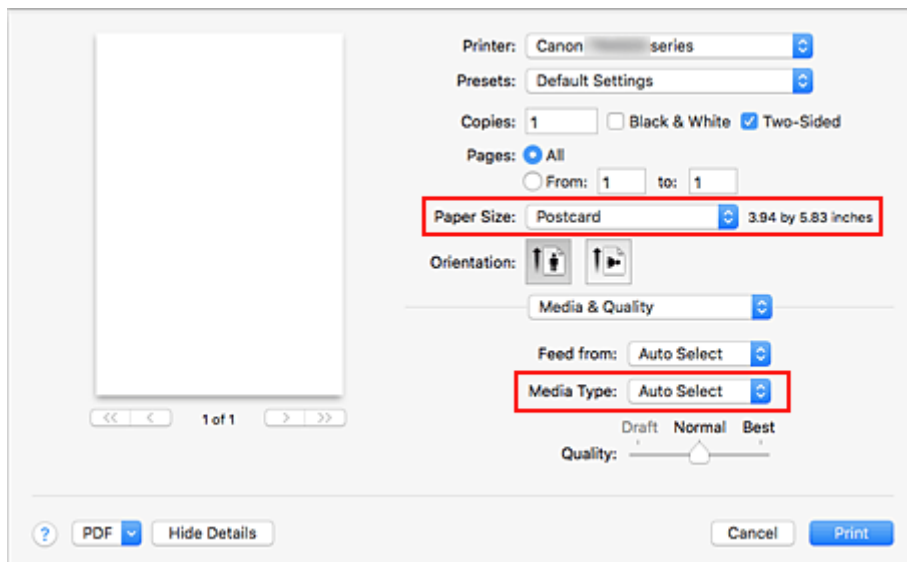 Printer: Canon series
Presets: Default Settings
Copies: 1 Black & White Two-Sided
Pages: All
From: 1 to: 1
Paper Size: Postcard 3.94 by 5.83 inches
Orientation:
Media & Quality
Feed from: Auto Select
Media Type: Auto Select
Draft Normal Best
Quality:
1 of 1
? PDF Hide Details Cancel Print